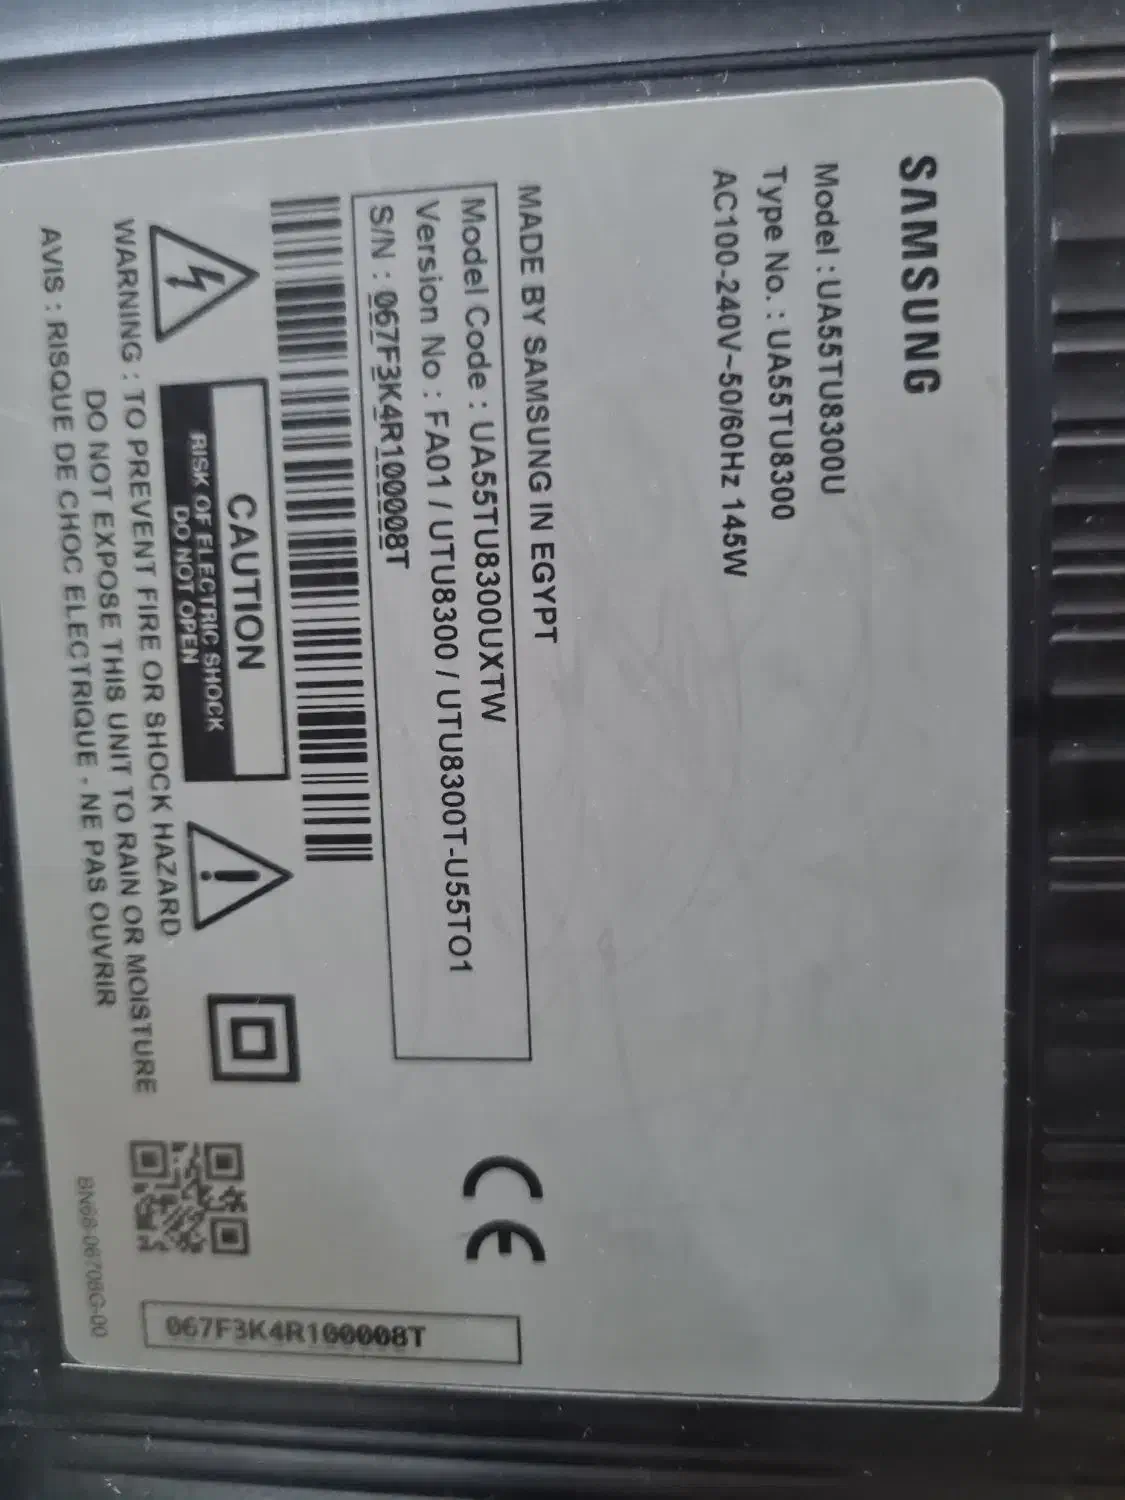 SAMSUNG
Model : UA55TU8300U
Type No. : UA55TU8300
AC100-240V~50/60Hz 145W
MADE BY SAMSUNG IN EGYPT
Model Code : UA55TU8300UXTW
Version No : FA01 / UTU8300 / UTU8300T-U55TO1
S/N : 067F3K4R100008T
CAUTION
RISK OF ELECTRIC SHOCK
DO NOT OPEN
WARNING : TO PREVENT FIRE OR SHOCK HAZARD
DO NOT EXPOSE THIS UNIT TO RAIN OR MOISTURE
AVIS : RISQUE DE CHOC ELECTRIQUE - NE PAS OUVRIR
CE
067F3K4R100008T
BN68-06708G-00